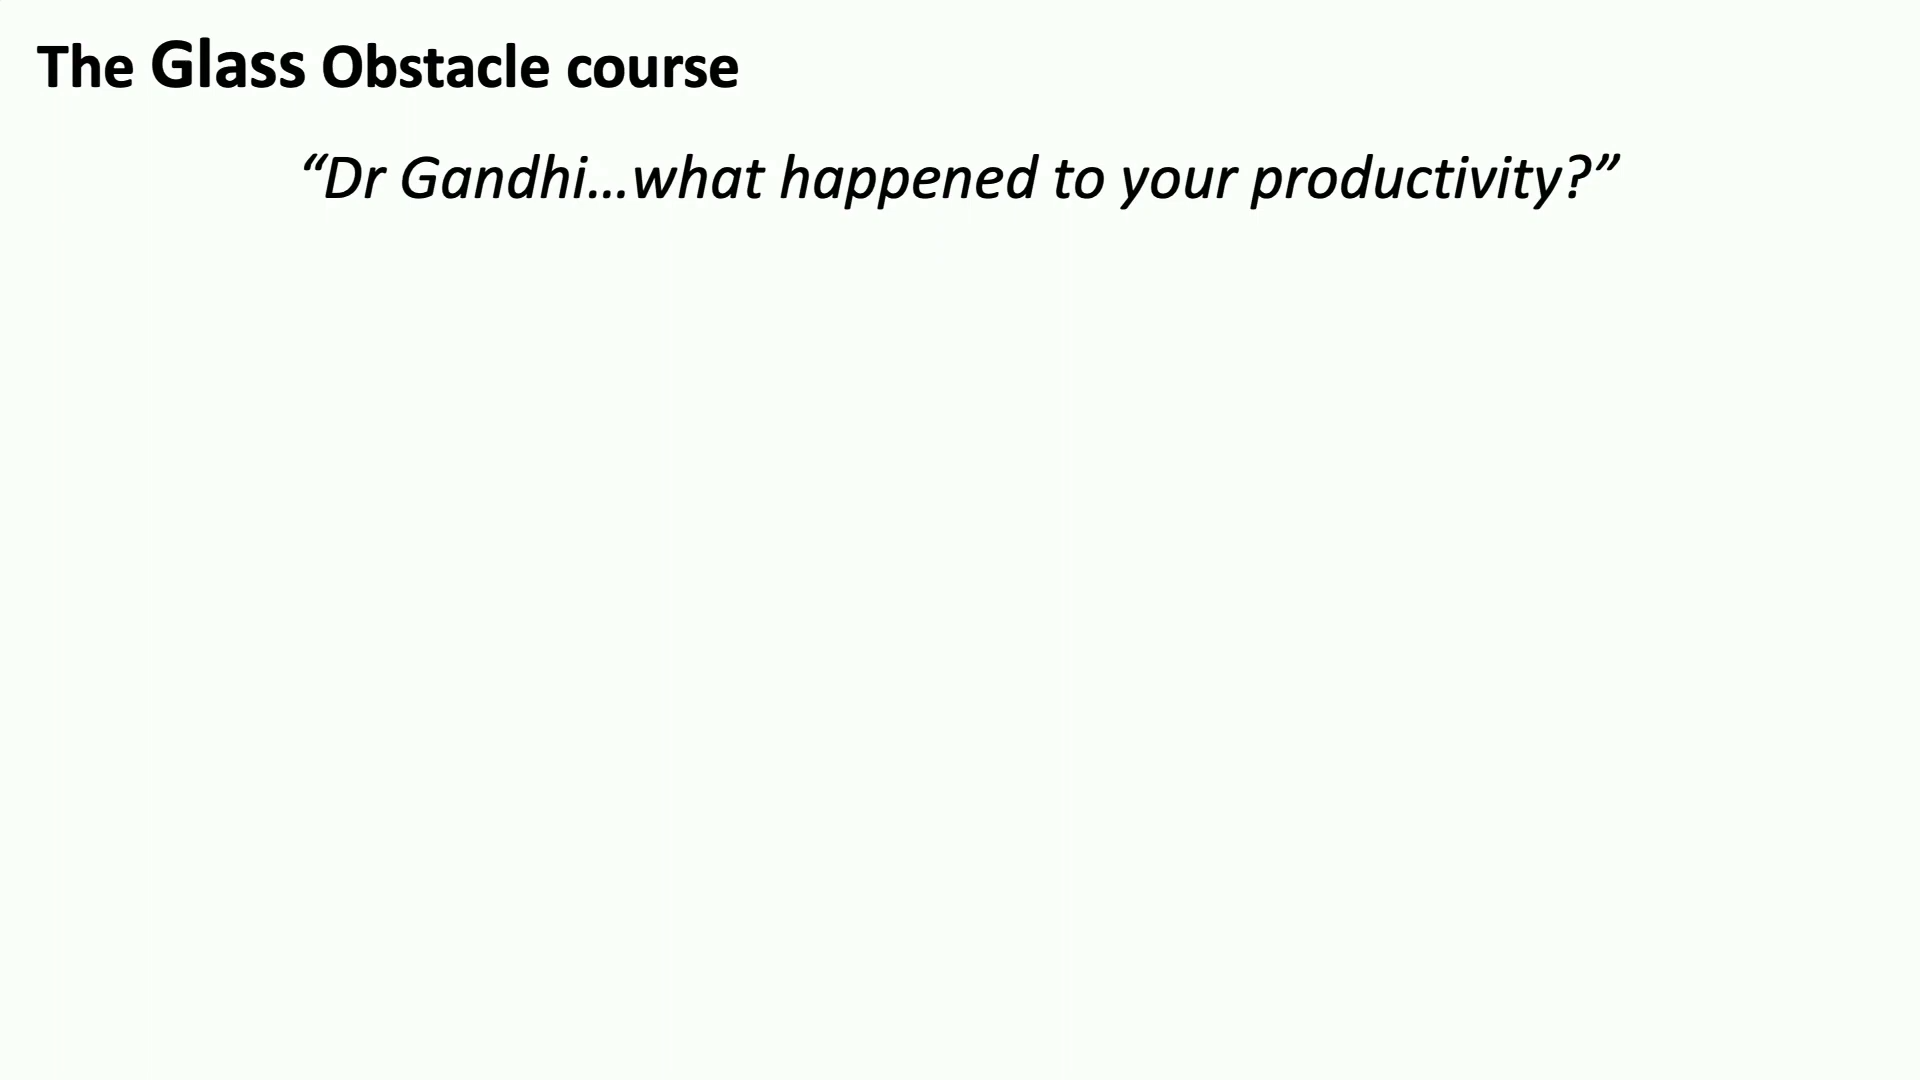 The Glass Obstacle course
“Dr Gandhi…what happened to your productivity?”